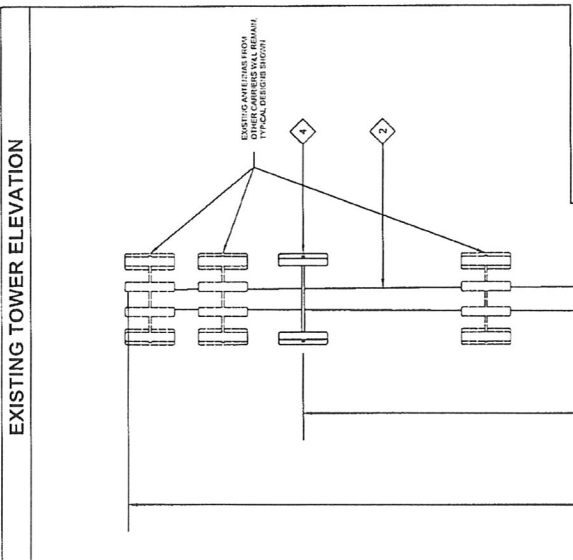 EXISTING TOWER ELEVATION
EXISTING ANTENNAS FROM
OTHER CARRIERS WILL REMAIN,
TYPICAL DESIGNS SHOWN
4
2